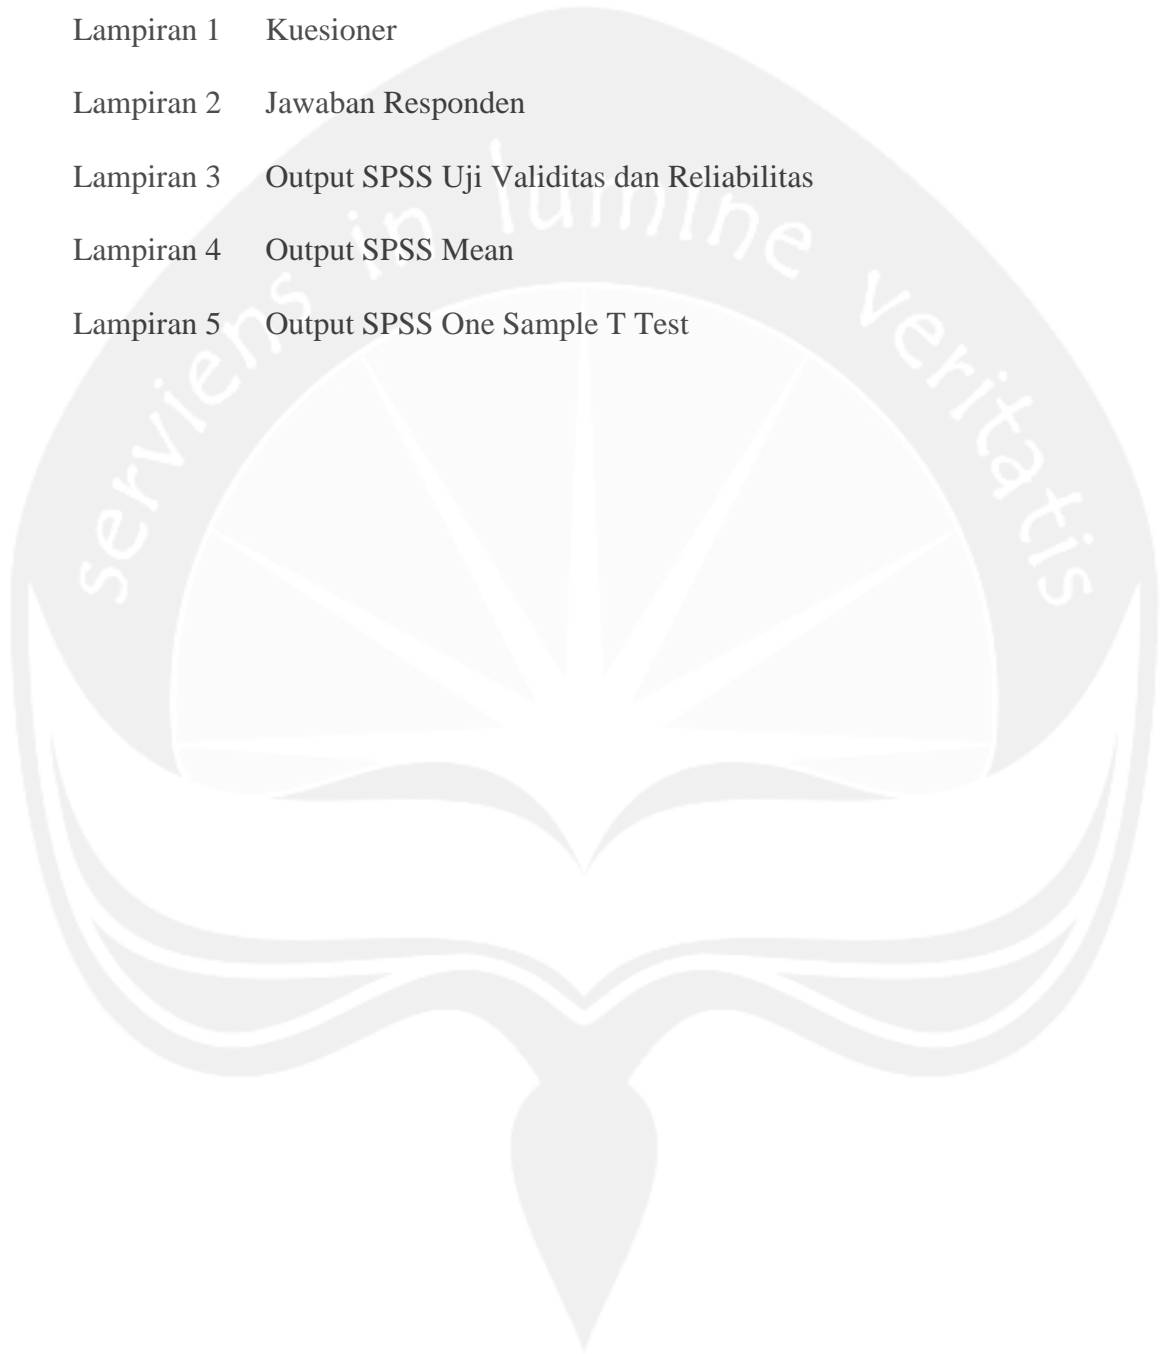 Lampiran 1 Kuesioner
Lampiran 2 Jawaban Responden
Lampiran 3 Output SPSS Uji Validitas dan Reliabilitas
Lampiran 4 Output SPSS Mean
Lampiran 5 Output SPSS One Sample T Test
serviens in lumine veritatis